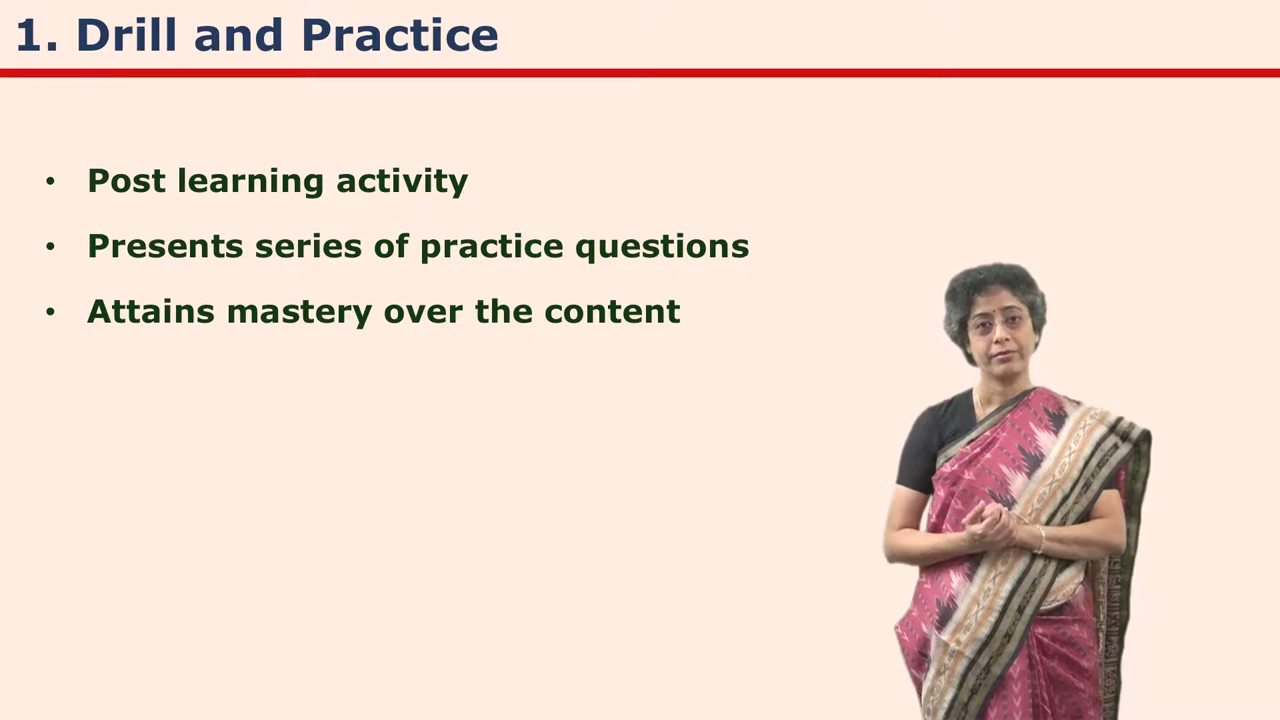 1. Drill and Practice
• Post learning activity
• Presents series of practice questions
• Attains mastery over the content